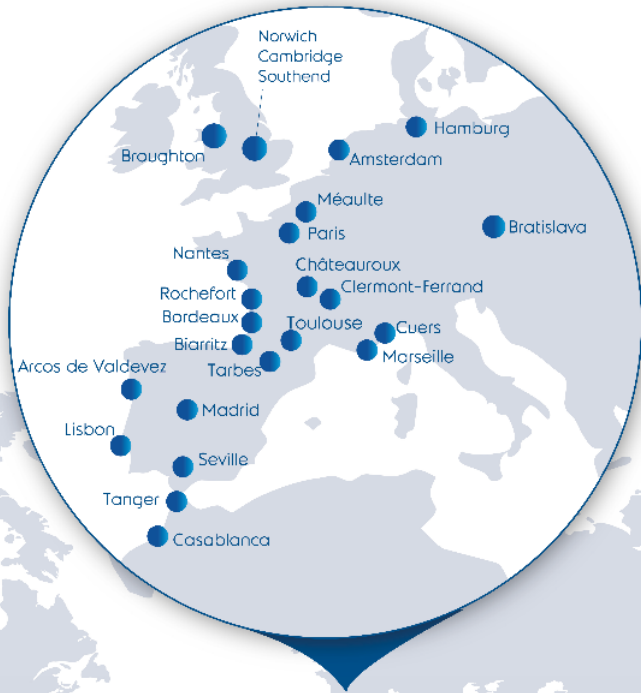 Norwich
Cambridge
Southend
Broughton
Hamburg
Amsterdam
Méaulte
Paris
Bratislava
Nantes
Châteauroux
Rochefort
Clermont-Ferrand
Bordeaux
Toulouse
Cuers
Biarritz
Marseille
Arcos de Valdevez
Tarbes
Madrid
Lisbon
Seville
Tanger
Casablanca